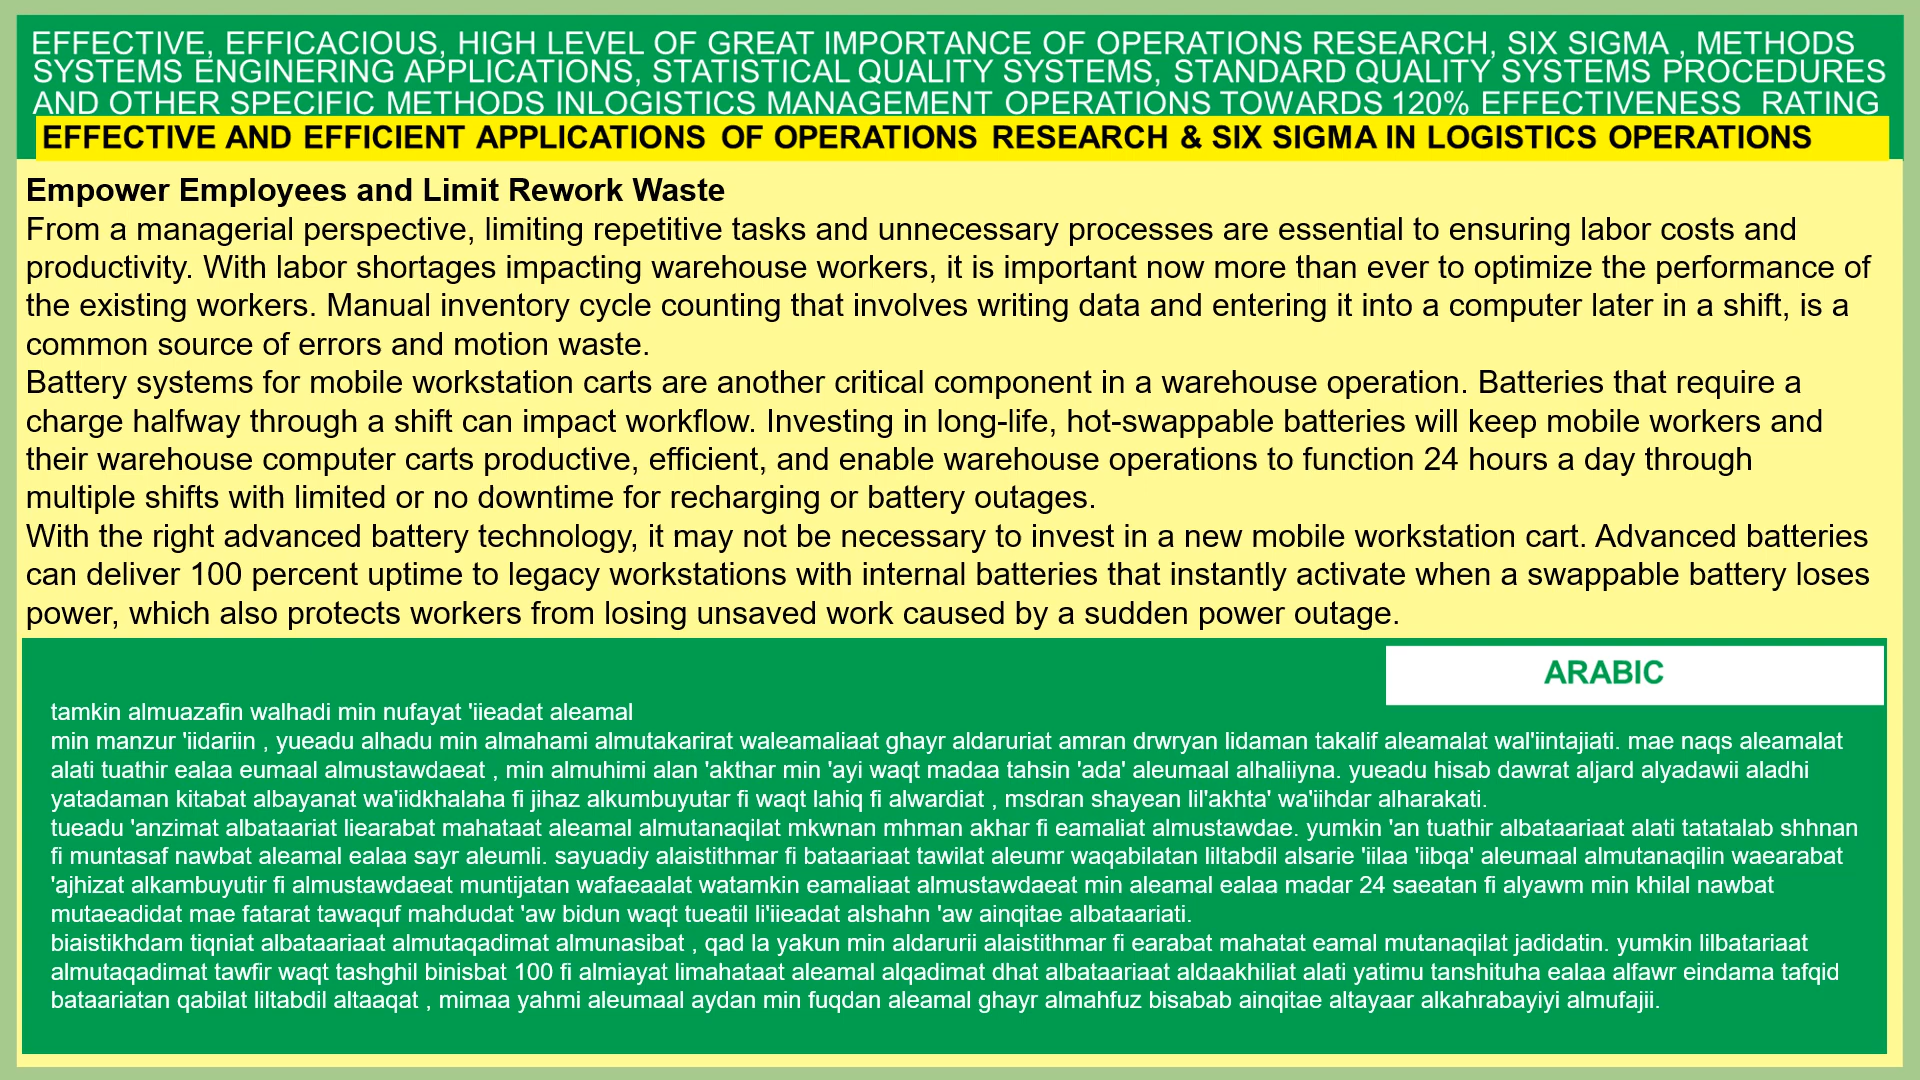 EFFECTIVE, EFFICACIOUS, HIGH LEVEL OF GREAT IMPORTANCE OF OPERATIONS RESEARCH, SIX SIGMA , METHODS
SYSTEMS ENGINERING APPLICATIONS, STATISTICAL QUALITY SYSTEMS, STANDARD QUALITY SYSTEMS PROCEDURES
AND OTHER SPECIFIC METHODS INLOGISTICS MANAGEMENT OPERATIONS TOWARDS 120% EFFECTIVENESS RATING
EFFECTIVE AND EFFICIENT APPLICATIONS OF OPERATIONS RESEARCH & SIX SIGMA IN LOGISTICS OPERATIONS
Empower Employees and Limit Rework Waste
From a managerial perspective, limiting repetitive tasks and unnecessary processes are essential to ensuring labor costs and
productivity. With labor shortages impacting warehouse workers, it is important now more than ever to optimize the performance of
the existing workers. Manual inventory cycle counting that involves writing data and entering it into a computer later in a shift, is a
common source of errors and motion waste.
Battery systems for mobile workstation carts are another critical component in a warehouse operation. Batteries that require a
charge halfway through a shift can impact workflow. Investing in long-life, hot-swappable batteries will keep mobile workers and
their warehouse computer carts productive, efficient, and enable warehouse operations to function 24 hours a day through
multiple shifts with limited or no downtime for recharging or battery outages.
With the right advanced battery technology, it may not be necessary to invest in a new mobile workstation cart. Advanced batteries
can deliver 100 percent uptime to legacy workstations with internal batteries that instantly activate when a swappable battery loses
power, which also protects workers from losing unsaved work caused by a sudden power outage.
ARABIC
tamkin almuazafin walhadi min nufayat 'iieadat aleamal
min manzur 'iidariin , yueadu alhadu min almahami almutakarirat waleamaliaat ghayr aldaruriat amran drwryan lidaman takalif aleamalat wal'iintajiati. mae naqs aleamalat
alati tuathir ealaa eumaal almustawdaeat , min almuhimi alan 'akthar min 'ayi waqt madaa tahsin 'ada' aleumaal alhaliiyna. yueadu hisab dawrat aljard alyadawii aladhi
yatadaman kitabat albayanat wa'iidkhalaha fi jihaz alkumbuyutar fi waqt lahiq fi alwardiat , msdran shayean lil'akhta' wa'iihdar alharakati.
tueadu 'anzimat albataariat liearabat mahataat aleamal almutanaqilat mkwnan mhman akhar fi eamaliat almustawdae. yumkin 'an tuathir albataariaat alati tatatalab shhnan
fi muntasaf nawbat aleamal ealaa sayr aleumli. sayuadiy alaistithmar fi bataariaat tawilat aleumr waqabilatan liltabdil alsarie 'iilaa 'iibqa' aleumaal almutanaqilin waearabat
'ajhizat alkambuyutir fi almustawdaeat muntijatan wafaeaalat watamkin eamaliaat almustawdaeat min aleamal ealaa madar 24 saeatan fi alyawm min khilal nawbat
mutaeadidat mae fatarat tawaquf mahdudat 'aw bidun waqt tueatil li'iieadat alshahn 'aw ainqitae albataariati.
biaistikhdam tiqniat albataariaat almutaqadimat almunasibat , qad la yakun min aldarurii alaistithmar fi earabat mahatat eamal mutanaqilat jadidatin. yumkin lilbatariaat
almutaqadimat tawfir waqt tashghil binisbat 100 fi almiayat limahataat aleamal alqadimat dhat albataariaat aldaakhiliat alati yatimu tanshituha ealaa alfawr eindama tafqid
bataariatan qabilat liltabdil altaaqat , mimaa yahmi aleumaal aydan min fuqdan aleamal ghayr almahfuz bisabab ainqitae altayaar alkahrabayiyi almufajii.